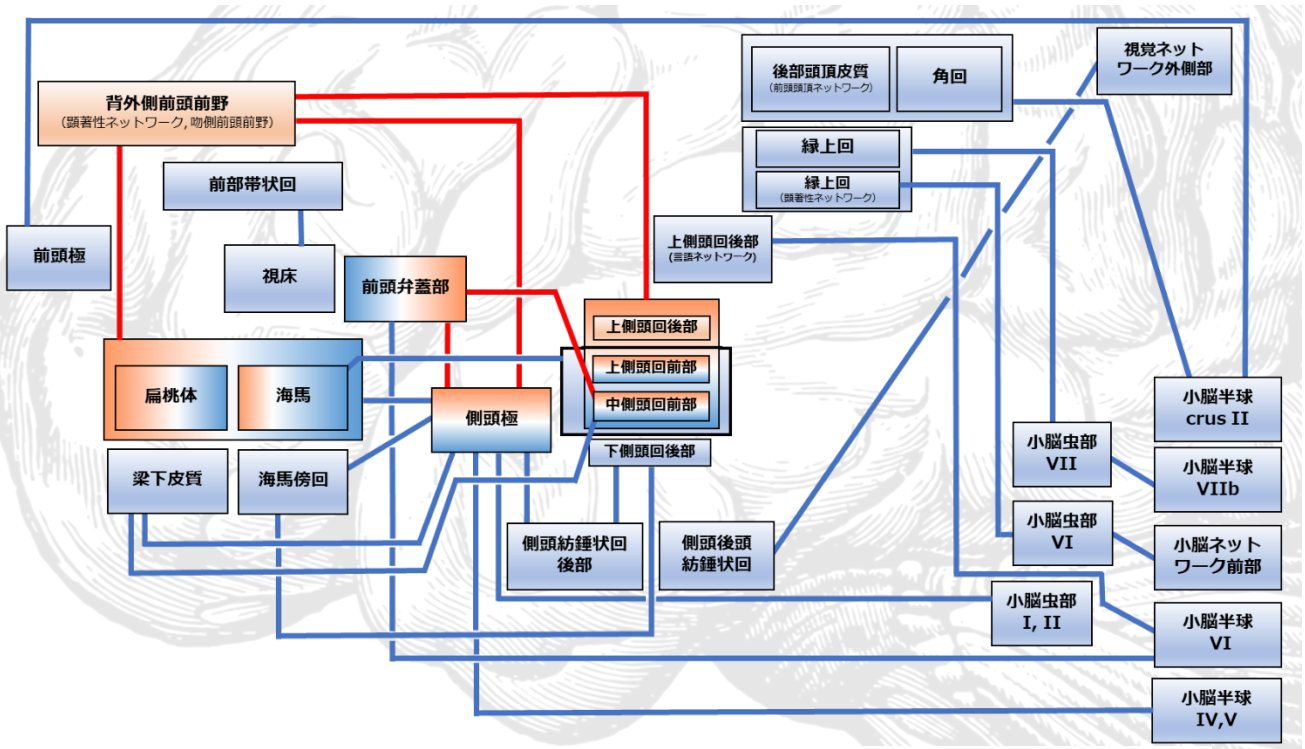 視覚ネット
ワーク外側部
後部頭頂皮質
(前頭頭頂ネットワーク)
角回
背外側前頭前野
(顕著性ネットワーク, 吻側前頭前野)
縁上回
縁上回
(顕著性ネットワーク)
前部帯状回
前頭極
上側頭回後部
(言語ネットワーク)
視床
前頭弁蓋部
上側頭回後部
上側頭回前部
中側頭回前部
扁桃体
海馬
側頭極
小脳半球
crus II
下側頭回後部
小脳虫部
VII
梁下皮質
海馬傍回
小脳半球
VIIb
側頭紡錘状回
後部
側頭後頭
紡錘状回
小脳虫部
VI
小脳ネット
ワーク前部
小脳虫部
I, II
小脳半球
VI
小脳半球
IV,V